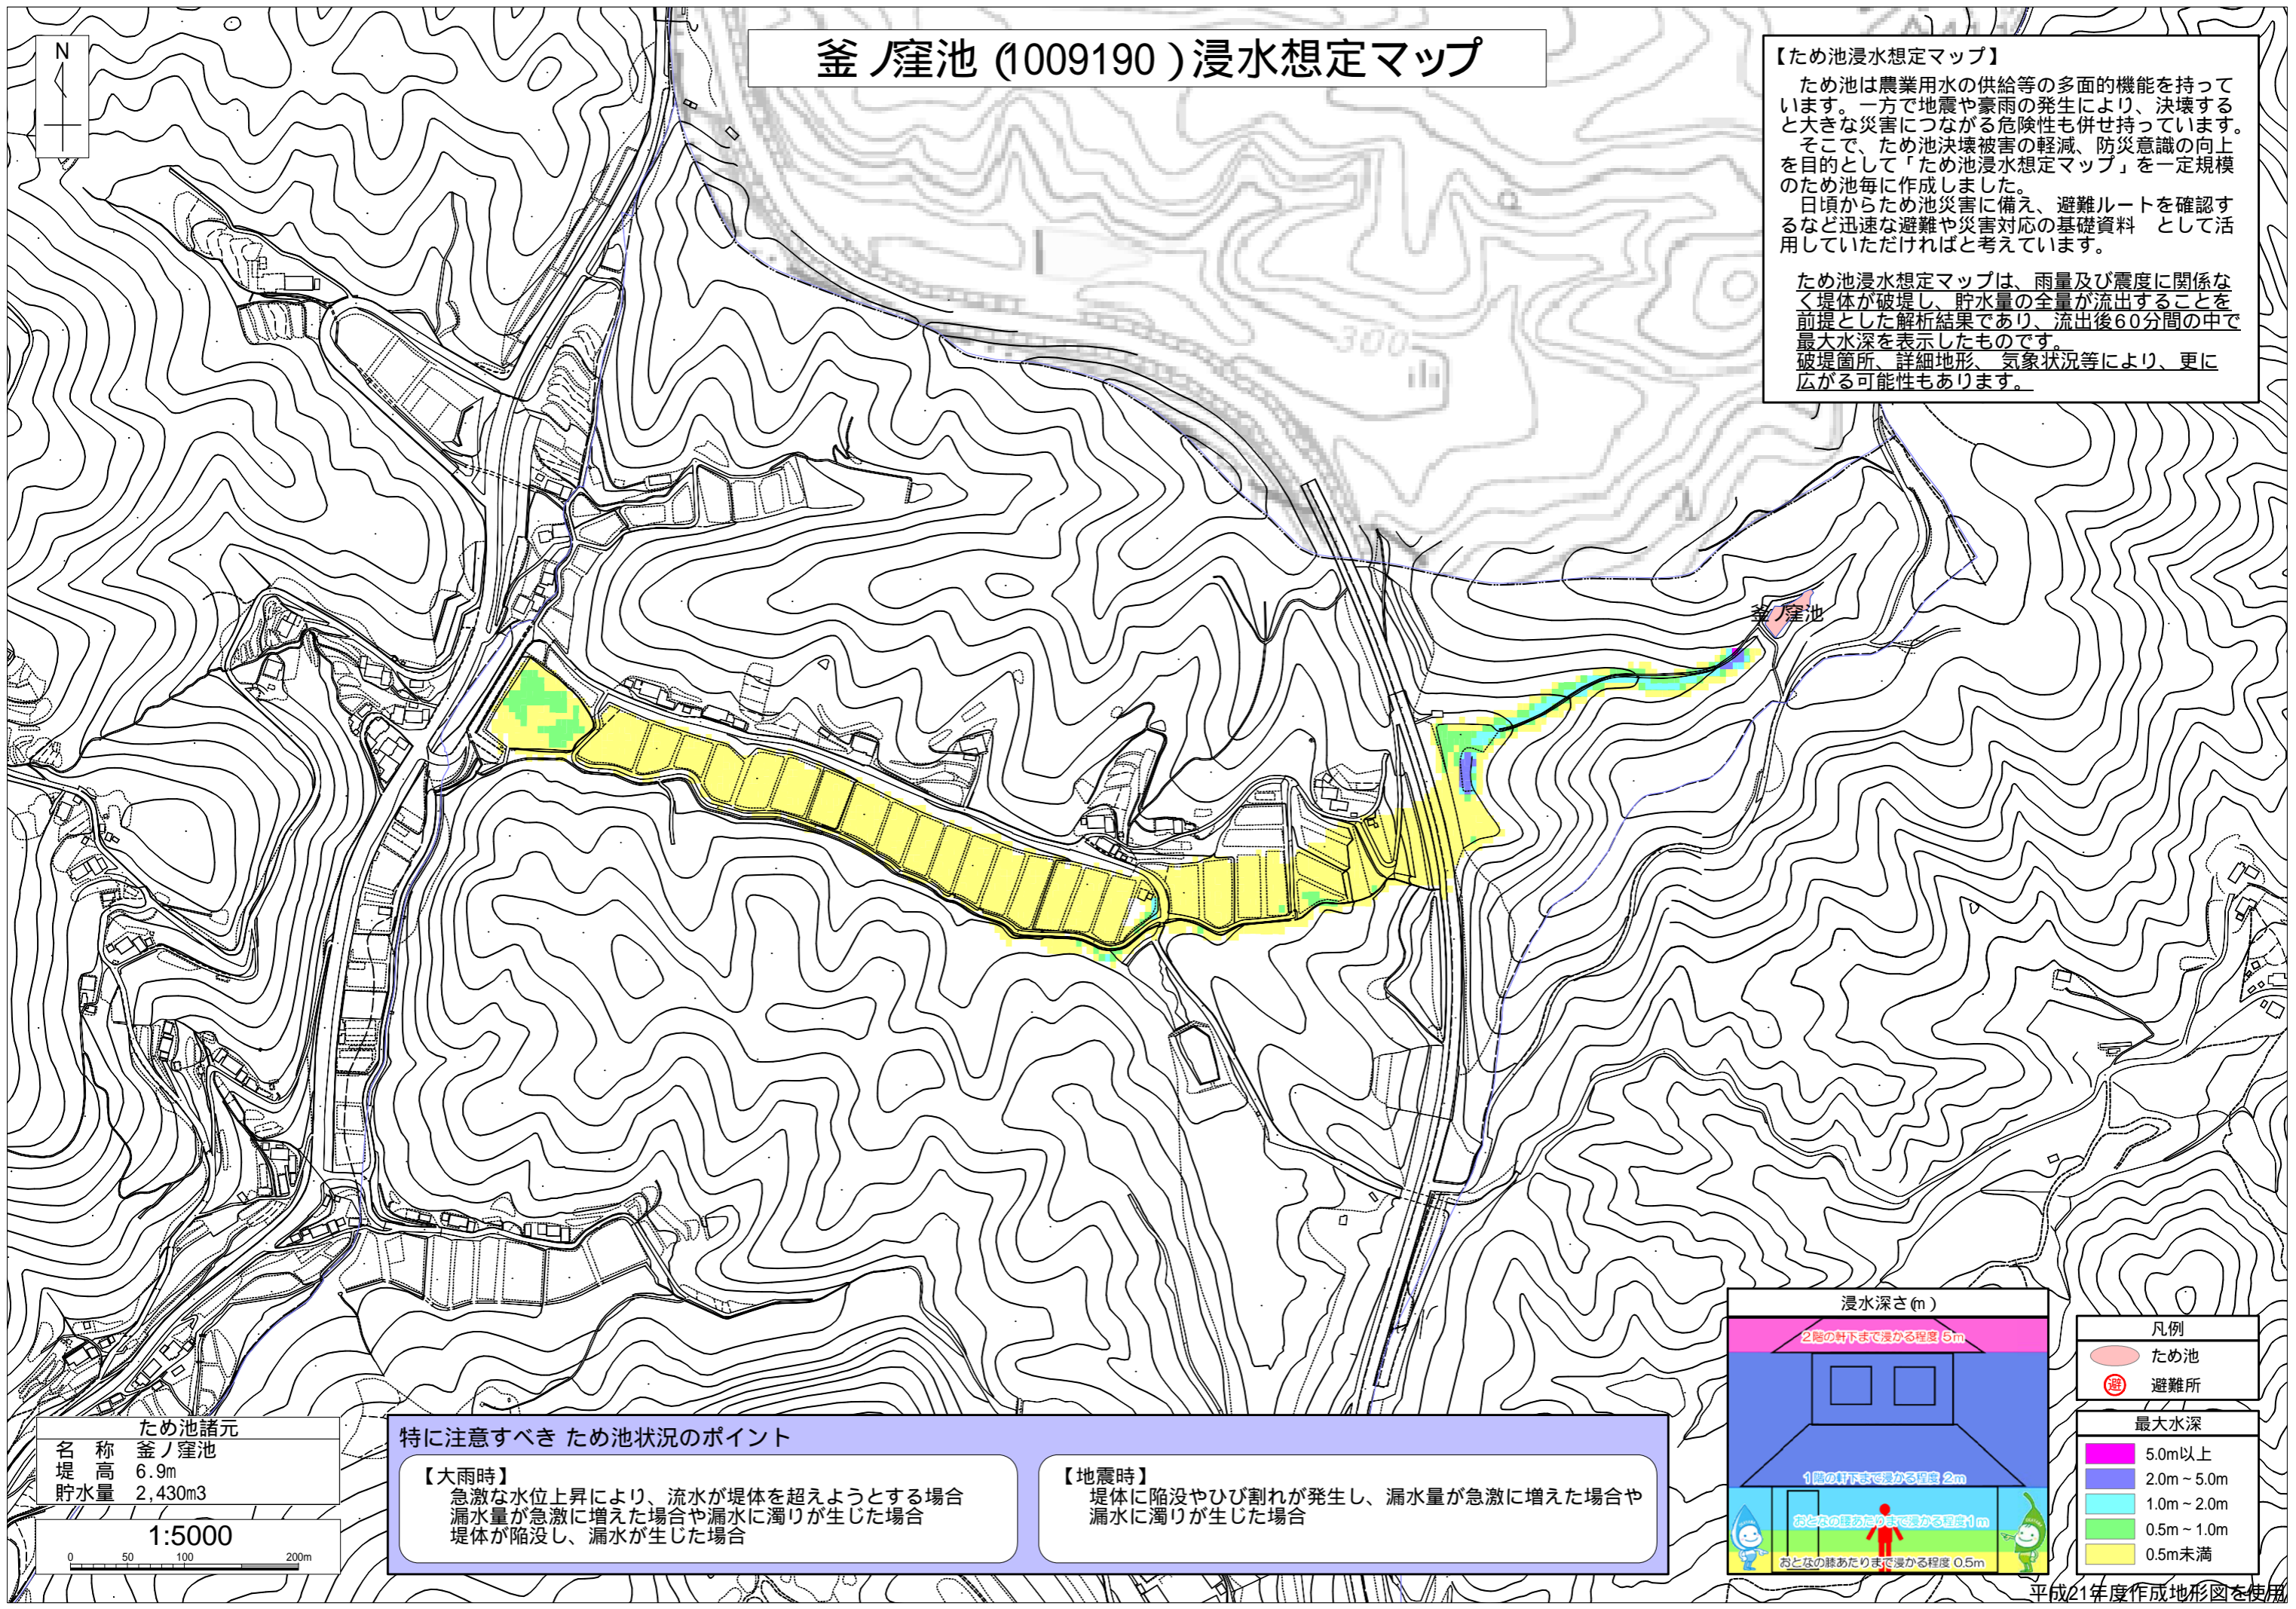 釜ノ窪池 (1009190 ) 浸水想定マップ
N
【ため池浸水想定マップ】
ため池は農業用水の供給等の多面的機能を持って
います。一方で地震や豪雨の発生により、決壊する
と大きな災害につながる危険性も併せ持っています。
そこで、ため池決壊被害の軽減、防災意識の向上
を目的として「ため池浸水想定マップ」を一定規模
のため池毎に作成しました。
日頃からため池災害に備え、避難ルートを確認す
るなど迅速な避難や災害対応の基礎資料　として活
用していただければと考えています。
ため池浸水想定マップは、雨量及び震度に関係な
く堤体が破堤し、貯水量の全量が流出することを
前提とした解析結果であり、流出後60分間の中で
最大水深を表示したものです。
破堤箇所、詳細地形、気象状況等により、更に
広がる可能性もあります。
300
釜ノ窪池
ため池諸元
名　称　釜ノ窪池
堤　高　6.9m
貯水量　2,430m3
1:5000
0 50 100 200m
特に注意すべき ため池状況のポイント
【大雨時】
急激な水位上昇により、流水が堤体を超えようとする場合
漏水量が急激に増えた場合や漏水に濁りが生じた場合
堤体が陥没し、漏水が生じた場合
【地震時】
堤体に陥没やひび割れが発生し、漏水量が急激に増えた場合や
漏水に濁りが生じた場合
浸水深さ(m )
2階の軒下まで浸かる程度 5m
1階の軒下まで浸かる程度 2m
おとなの腰あたりまで浸かる程度1m
おとなの膝あたりまで浸かる程度 0.5m
凡例
ため池
避 避難所
最大水深
5.0m以上
2.0m～5.0m
1.0m～2.0m
0.5m～1.0m
0.5m未満
平成21年度作成地形図を使用